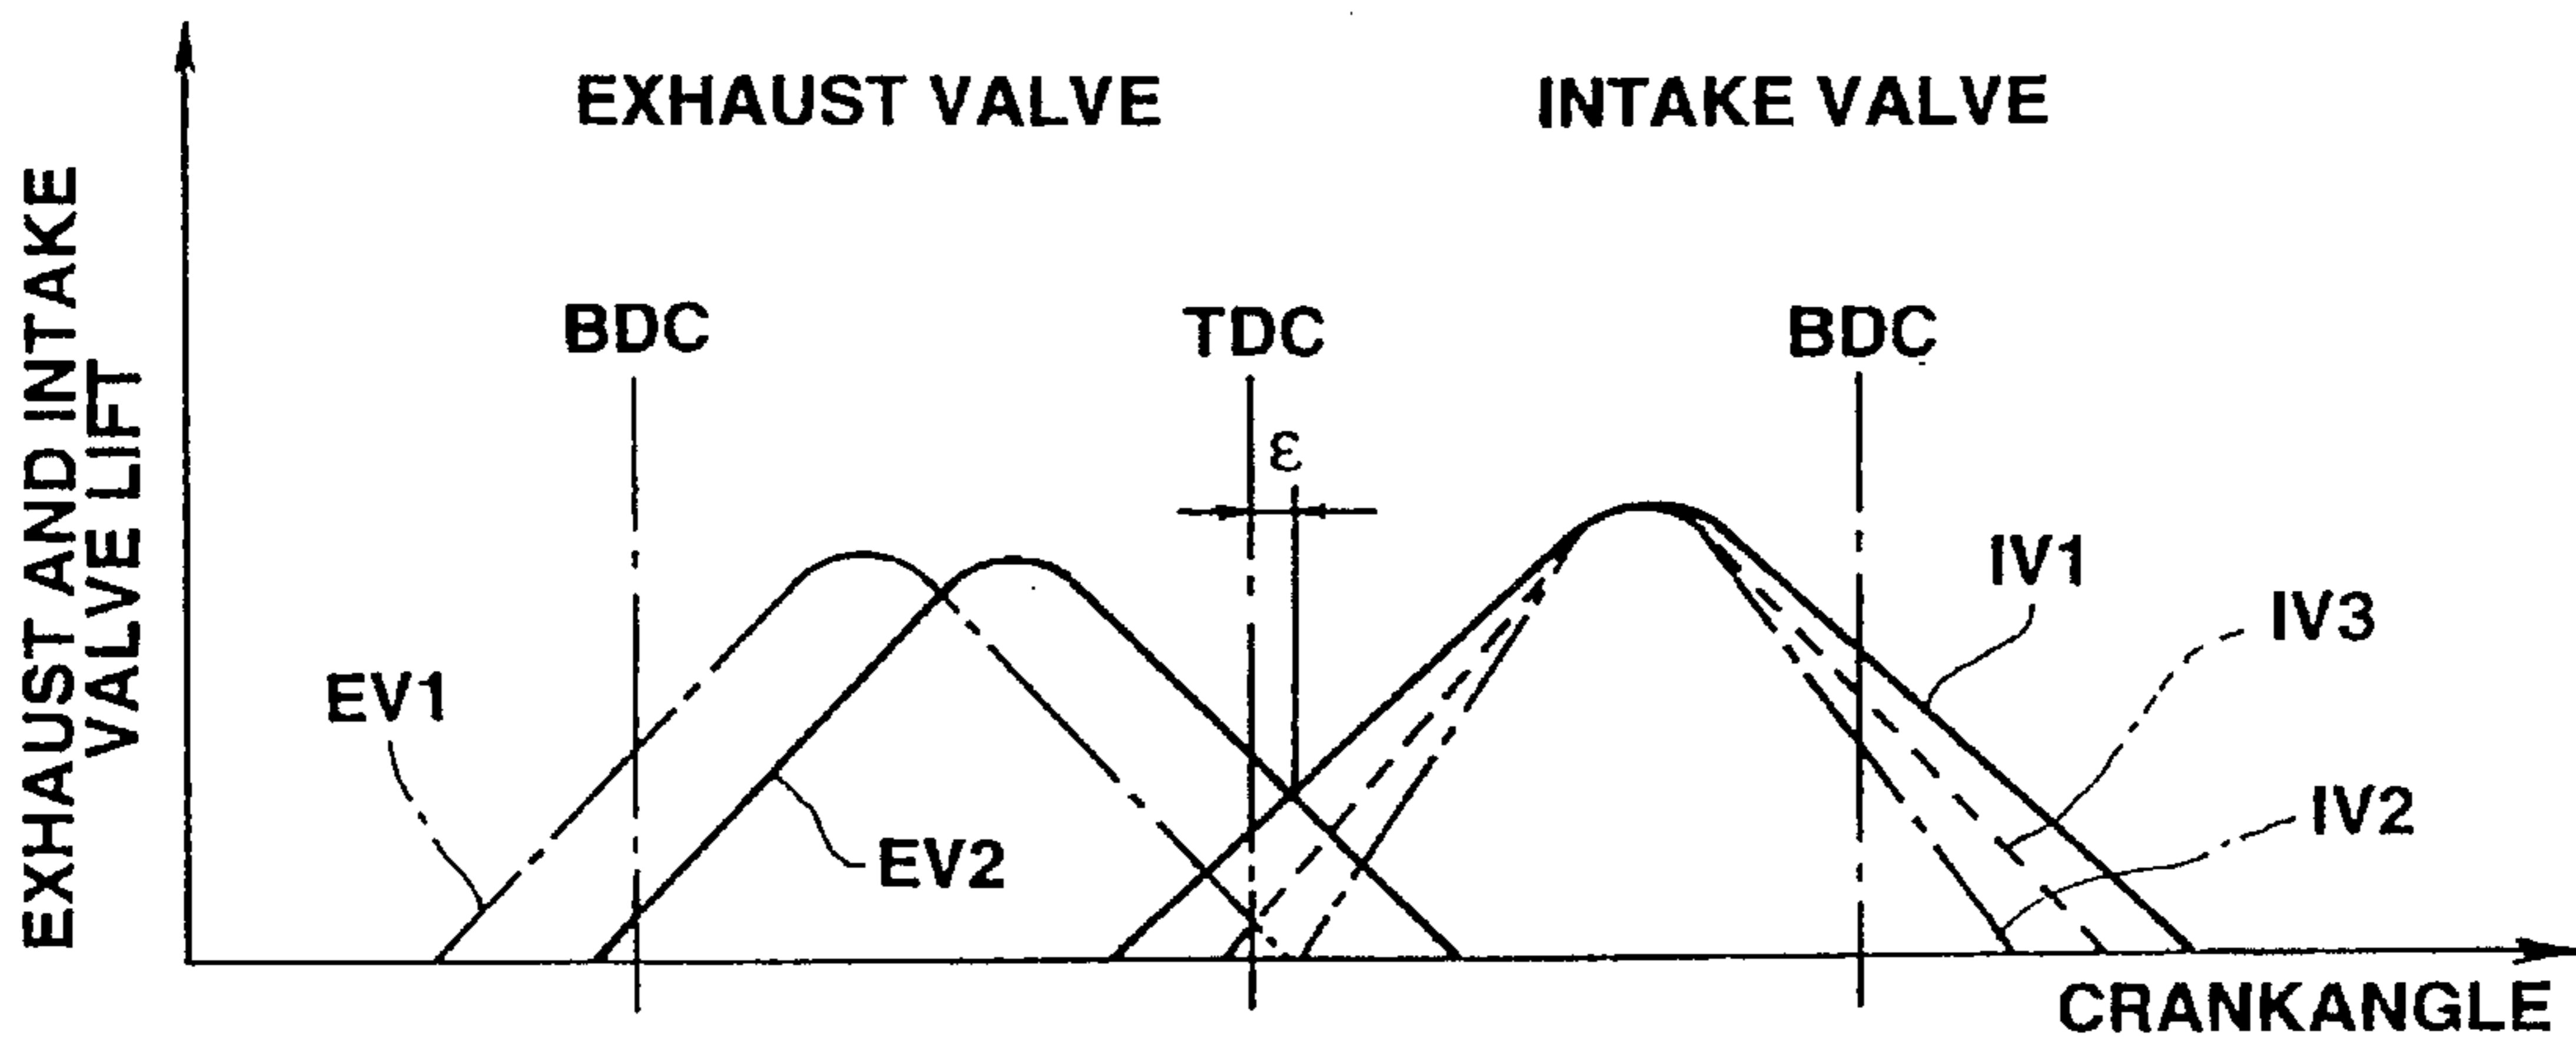 EXHAUST VALVE
INTAKE VALVE
EXHAUST AND INTAKE
VALVE LIFT
BDC
TDC
BDC
ε
IV1
IV3
EV1
IV2
EV2
CRANKANGLE